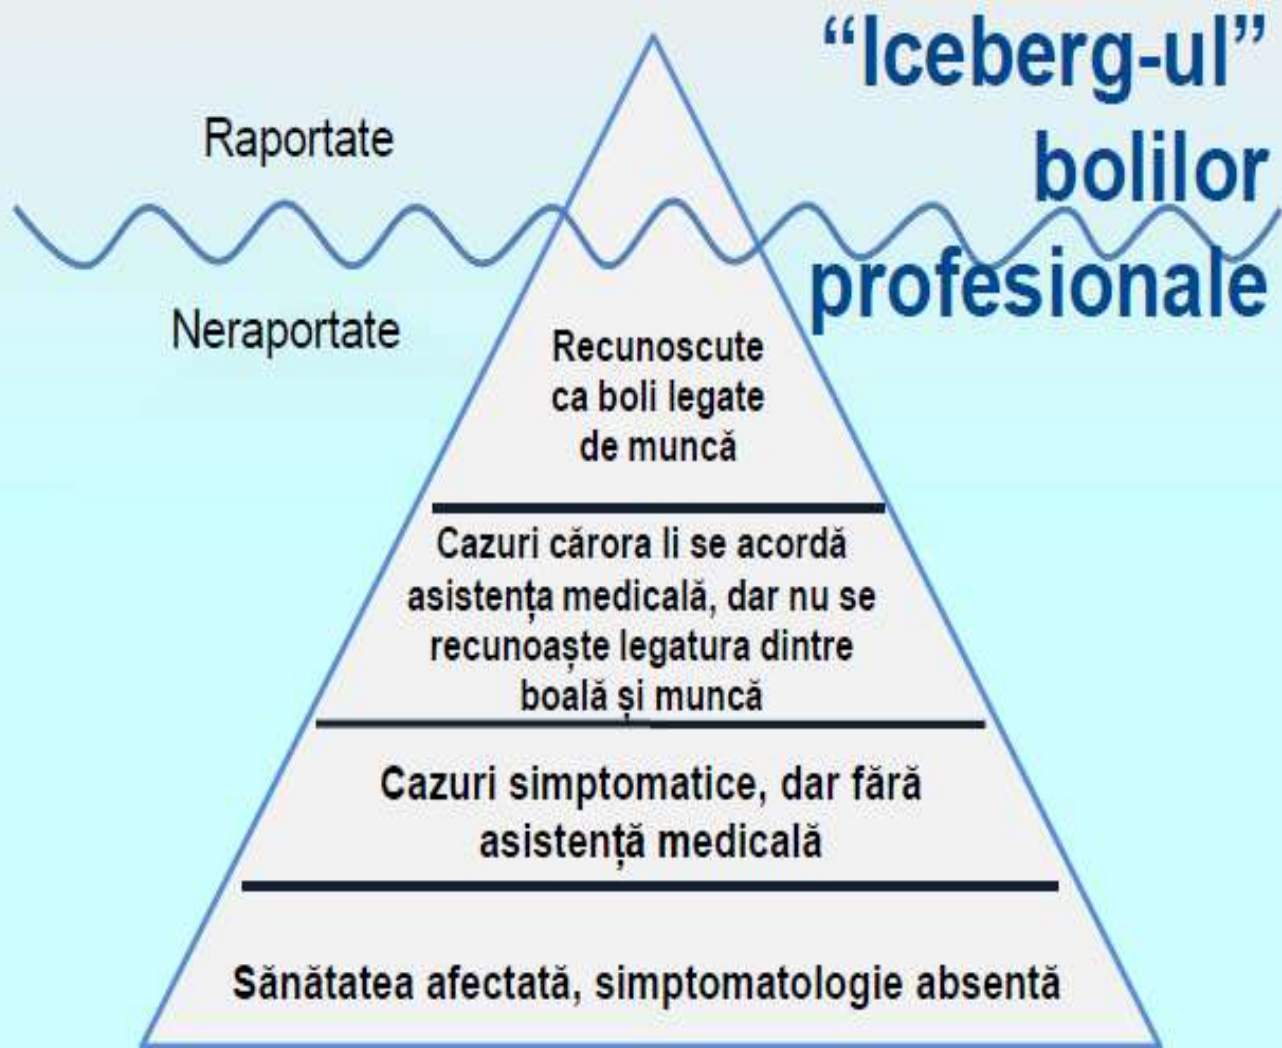 “Iceberg-ul”
bolilor
profesionale
Raportate
Neraportate
Recunoscute
ca boli legate
de muncă
Cazuri cărora li se acordă
asistența medicală, dar nu se
recunoaște legatura dintre
boală și muncă
Cazuri simptomatice, dar fără
asistență medicală
Sănătatea afectată, simptomatologie absentă